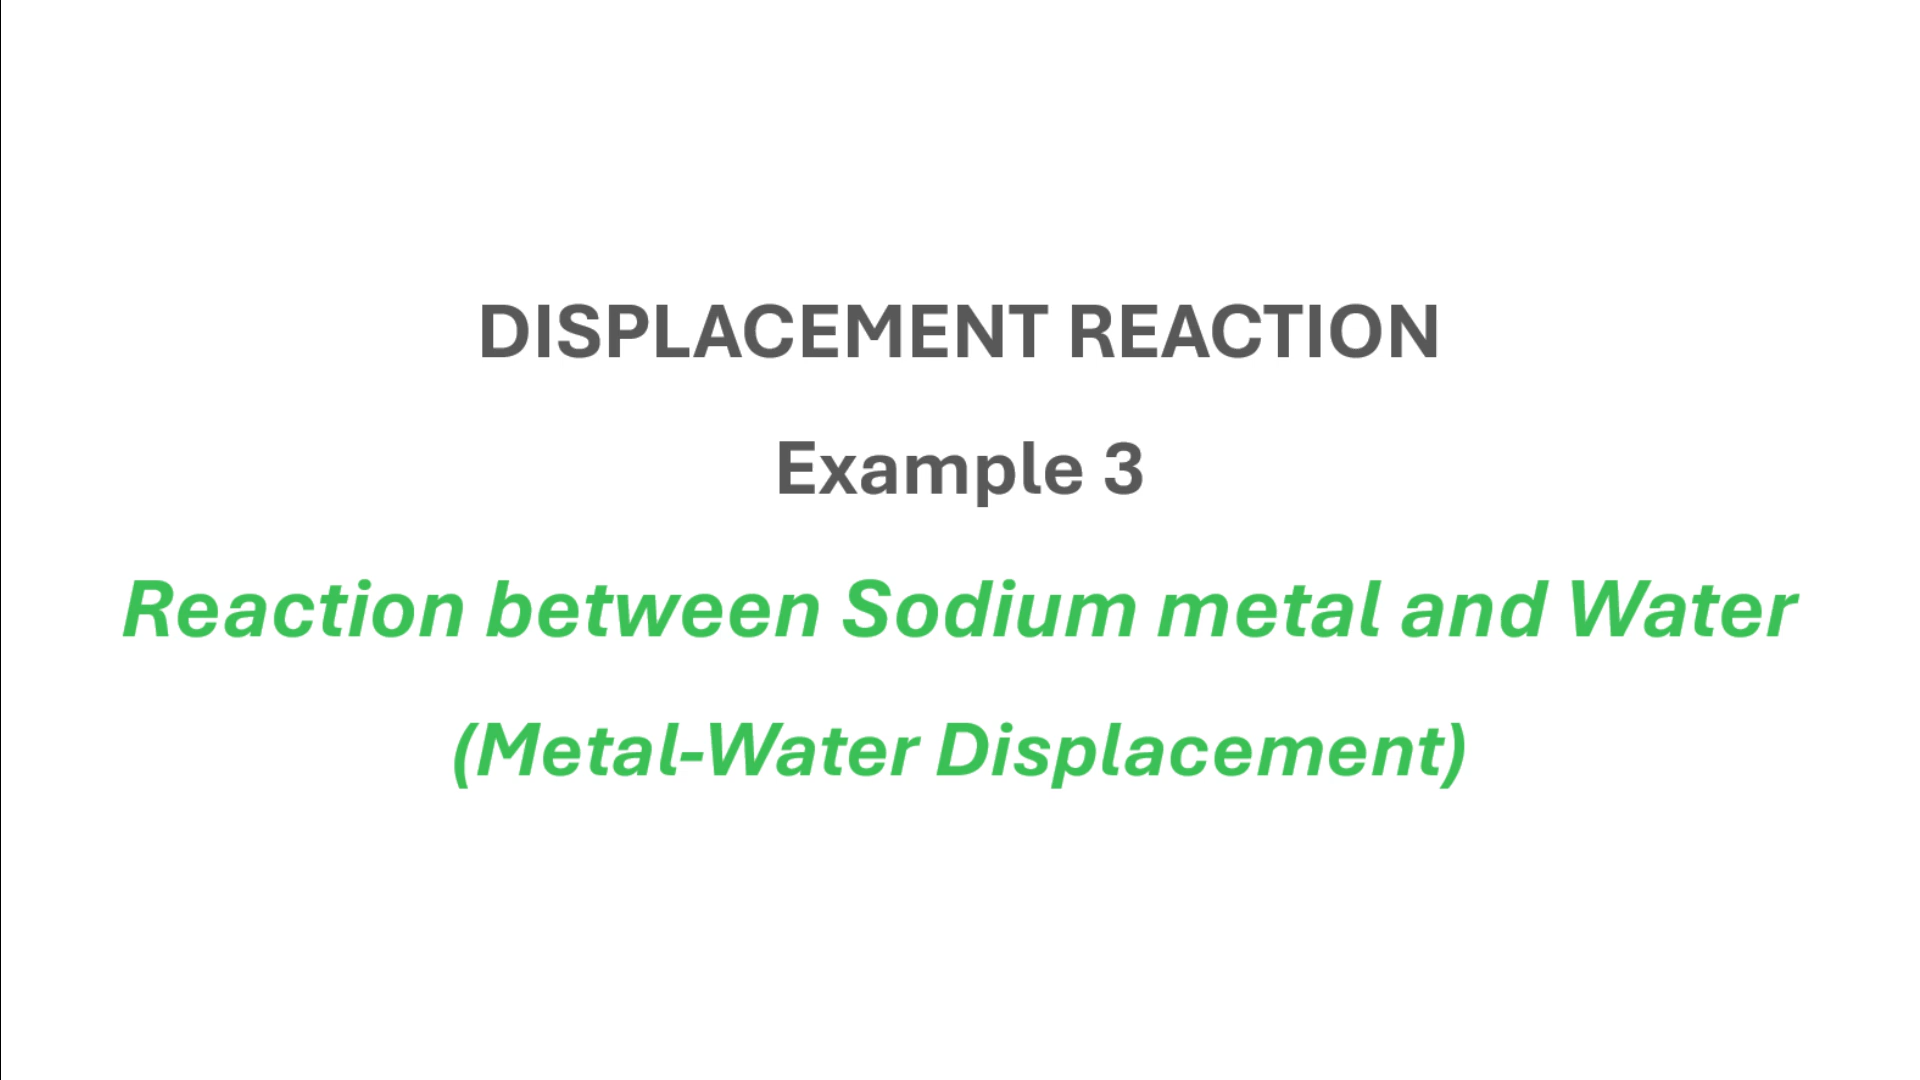 DISPLACEMENT REACTION
Example 3
Reaction between Sodium metal and Water
(Metal-Water Displacement)